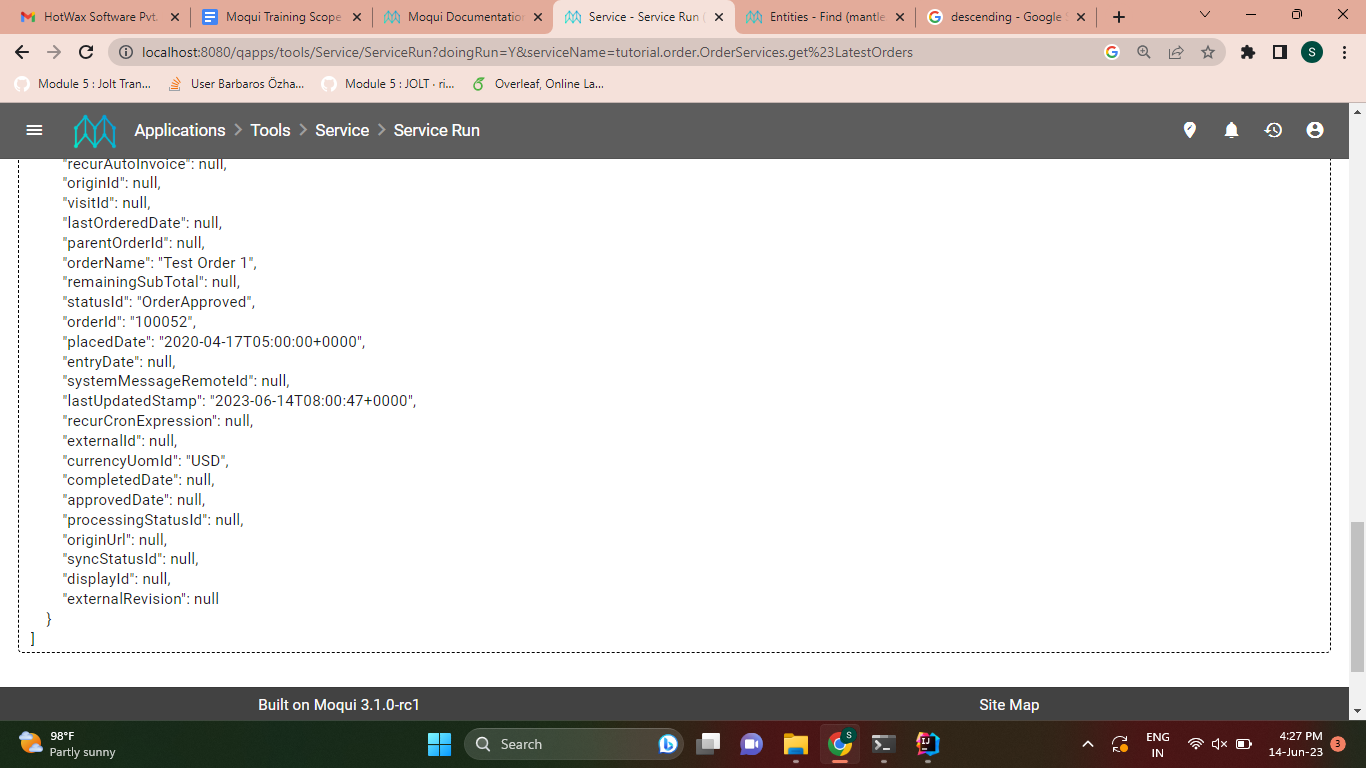 HotWax Software Pvt.
Moqui Training Scope
Moqui Documentation
Service - Service Run (
Entities - Find (mantle
descending - Google S
localhost:8080/qapps/tools/Service/ServiceRun?doingRun=Y&serviceName=tutorial.order.OrderServices.get%23LatestOrders
S
Module 5 : Jolt Tran...
User Barbaros Özha...
Module 5 : JOLT · ri...
Overleaf, Online La...
Applications
Tools
Service
Service Run
"recurAutoInvoice": null,
"originId": null,
"visitId": null,
"lastOrderedDate": null,
"parentOrderId": null,
"orderName": "Test Order 1",
"remainingSubTotal": null,
"statusId": "OrderApproved",
"orderId": "100052",
"placedDate": "2020-04-17T05:00:00+0000",
"entryDate": null,
"systemMessageRemoteId": null,
"lastUpdatedStamp": "2023-06-14T08:00:47+0000",
"recurCronExpression": null,
"externalId": null,
"currencyUomId": "USD",
"completedDate": null,
"approvedDate": null,
"processingStatusId": null,
"originUrl": null,
"syncStatusId": null,
"displayId": null,
"externalRevision": null
}
]
Built on Moqui 3.1.0-rc1
Site Map
98°F
Partly sunny
Search
S
ENG
IN
4:27 PM
14-Jun-23
3